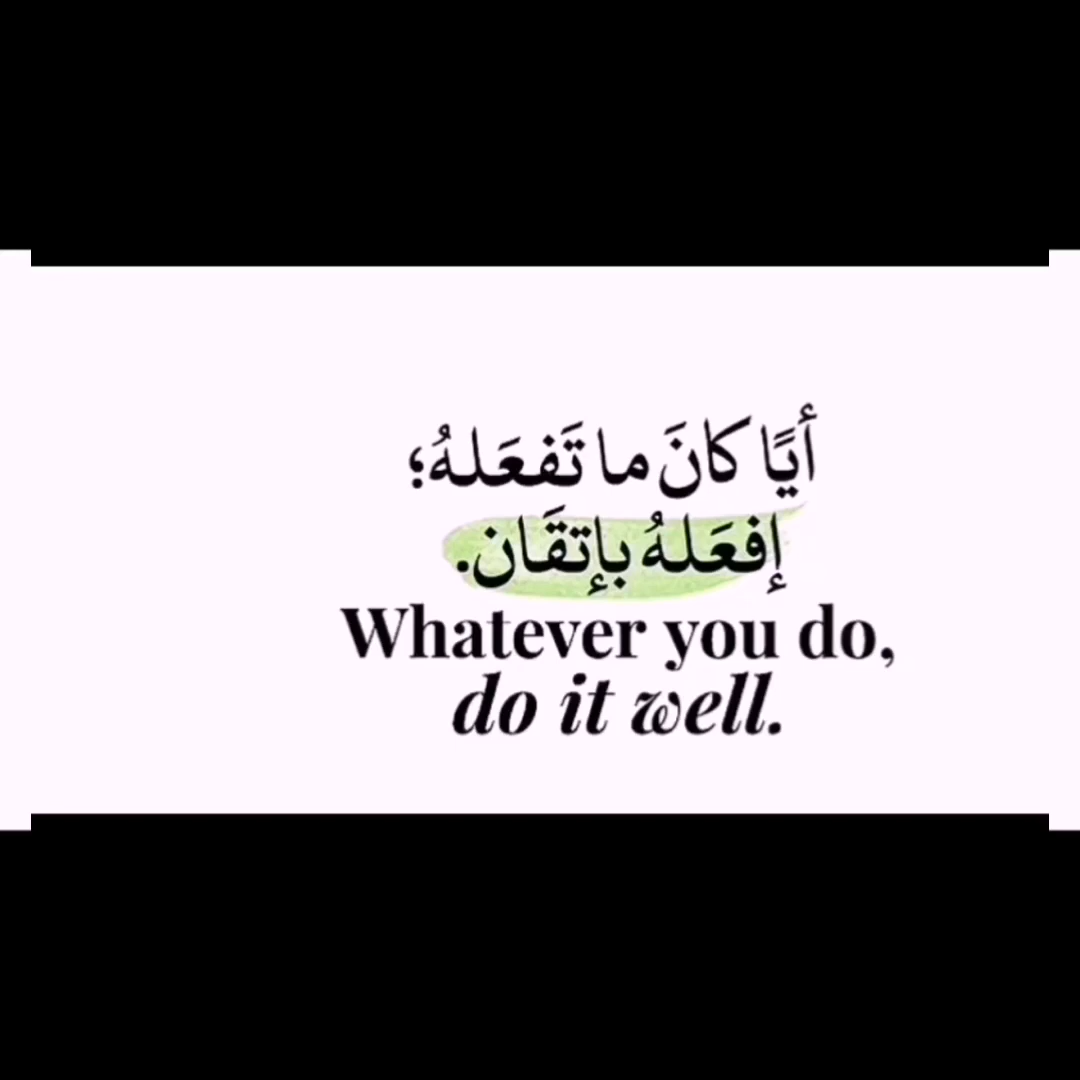 أيًا كانَ ما تَفعَلهُ؛
إفعَلهُ بإتقَان.
Whatever you do,
do it well.